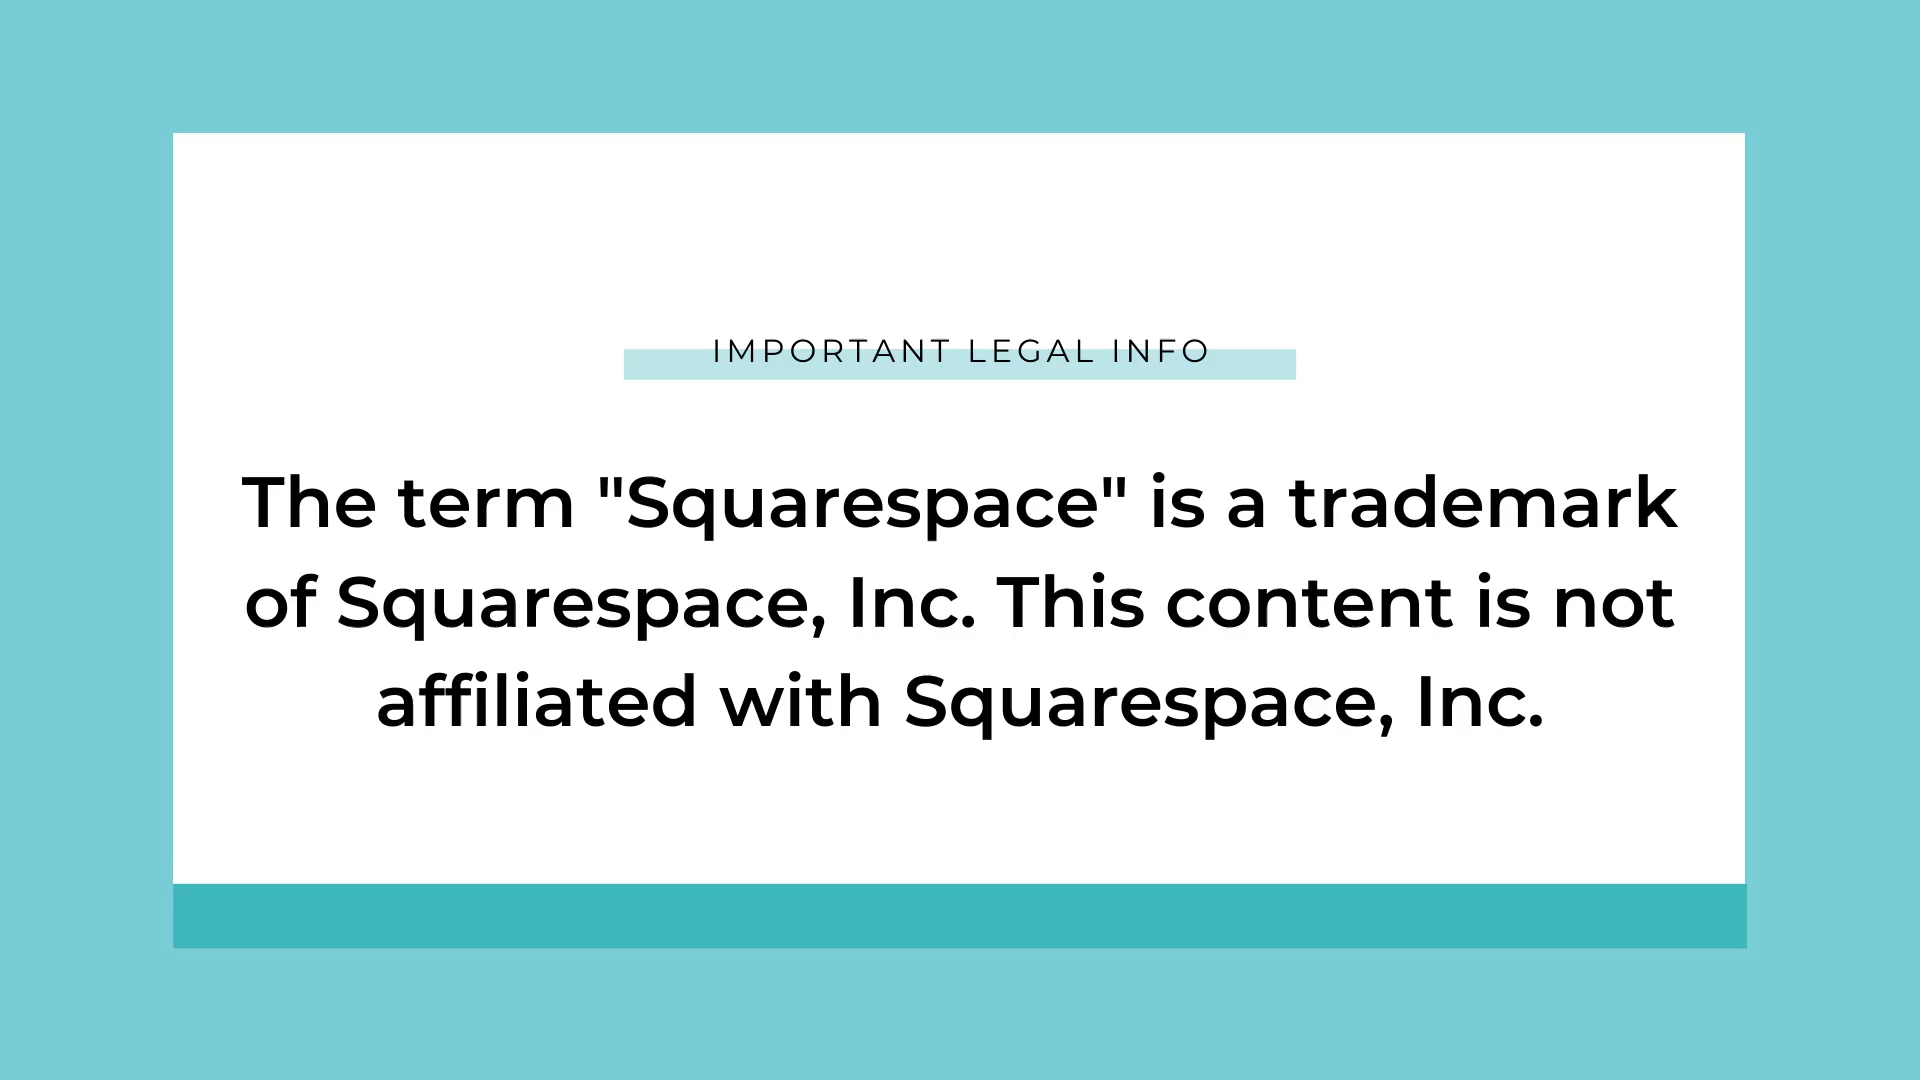 IMPORTANT LEGAL INFO
The term "Squarespace" is a trademark
of Squarespace, Inc. This content is not
affiliated with Squarespace, Inc.